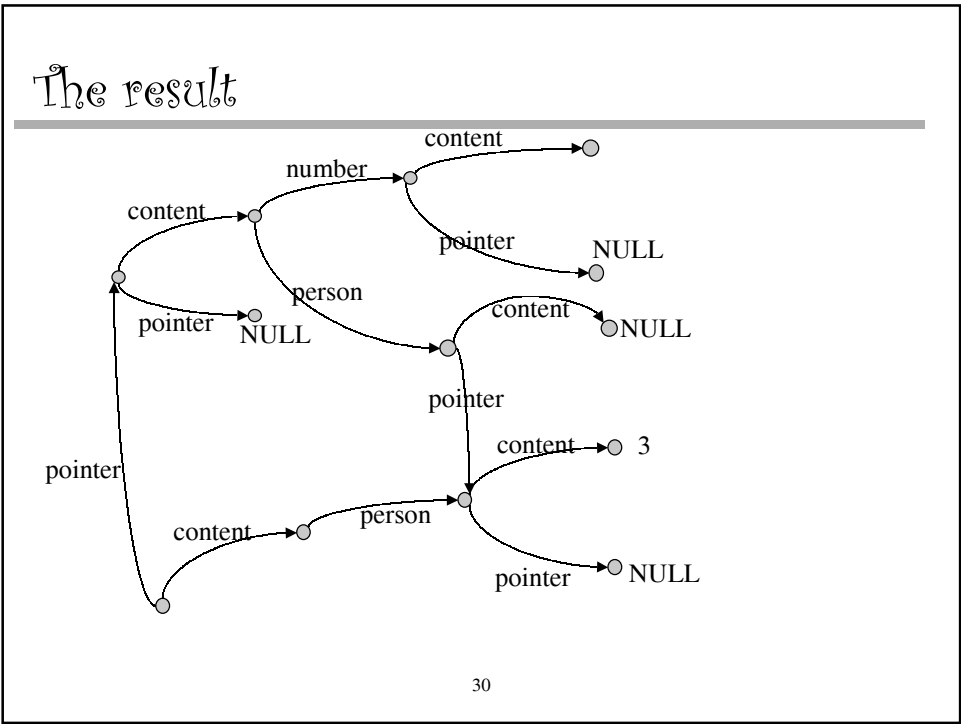 The result
content
number
content
pointer
NULL
person
content
pointer
NULL
NULL
pointer
content
3
pointer
person
content
pointer
NULL
30